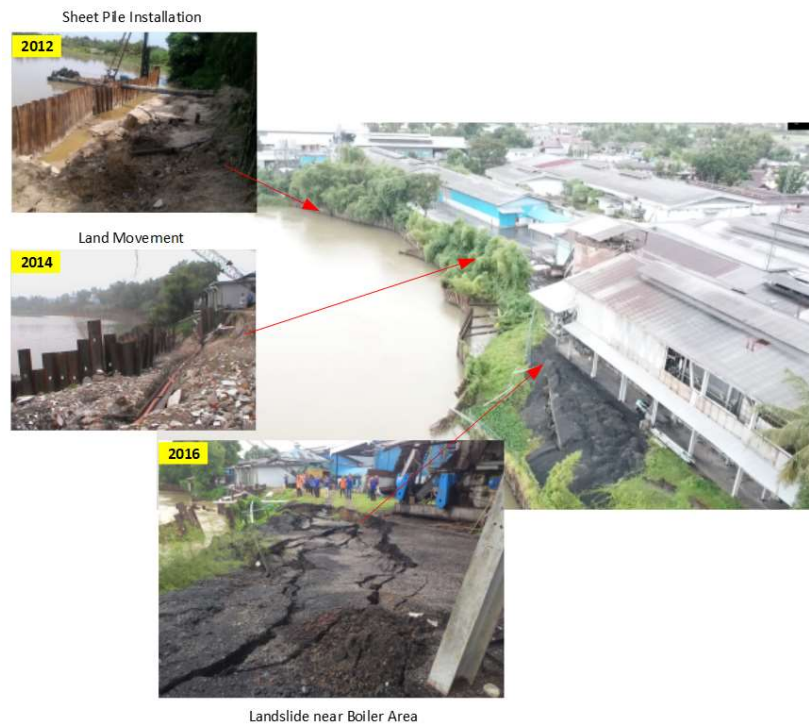 Sheet Pile Installation
2012
Land Movement
2014
2016
Landslide near Boiler Area